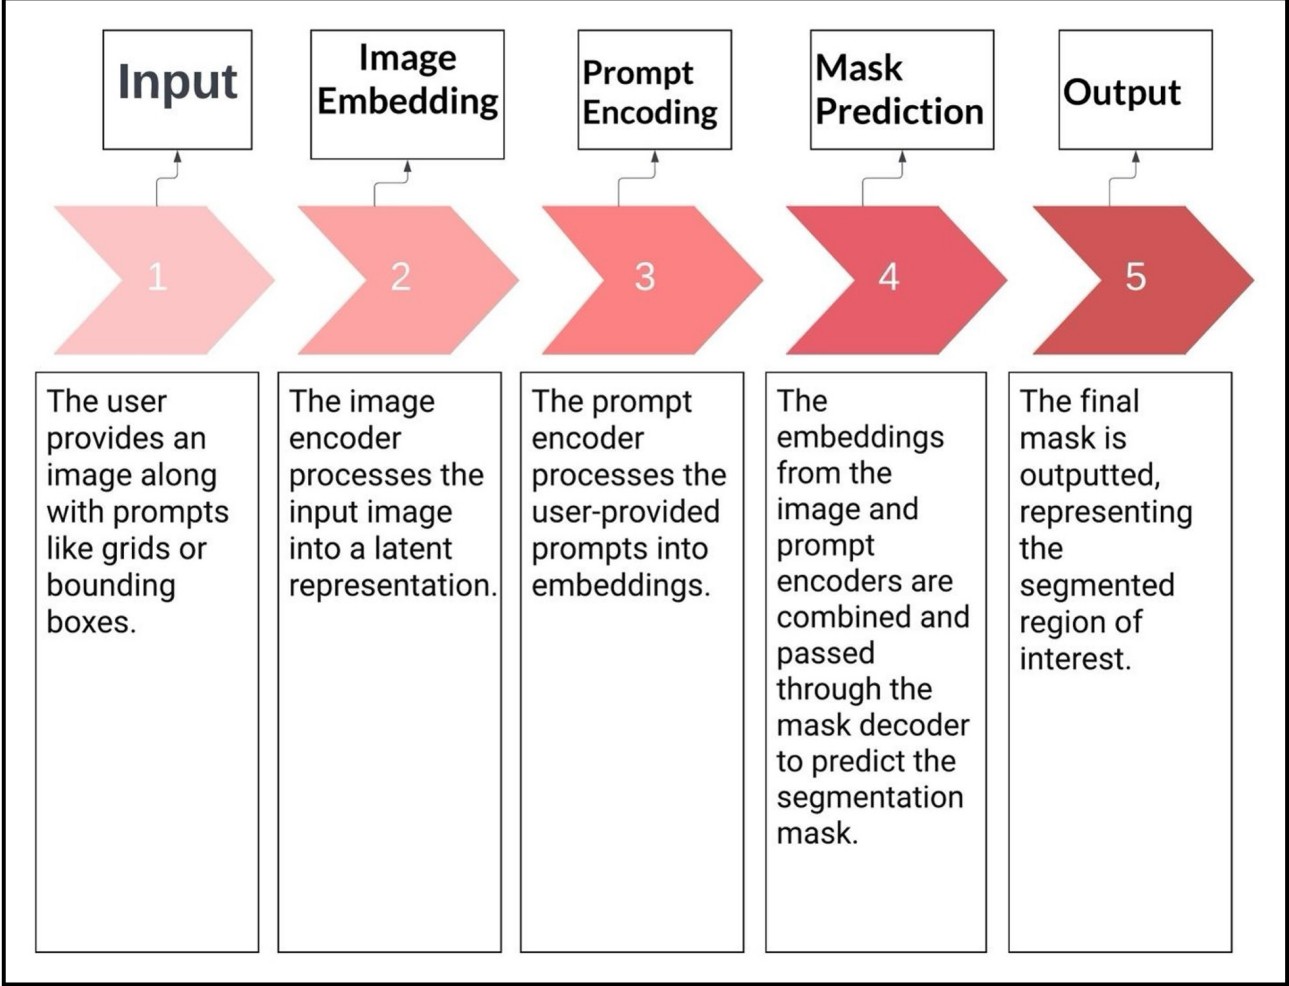 Input
Image
Embedding
Prompt
Encoding
Mask
Prediction
Output
1
2
3
4
5
The user
provides an
image along
with prompts
like grids or
bounding
boxes.
The image
encoder
processes the
input image
into a latent
representation.
The prompt
encoder
processes the
user-provided
prompts into
embeddings.
The
embeddings
from the
image and
prompt
encoders are
combined and
passed
through the
mask decoder
to predict the
segmentation
mask.
The final
mask is
outputted,
representing
the
segmented
region of
interest.